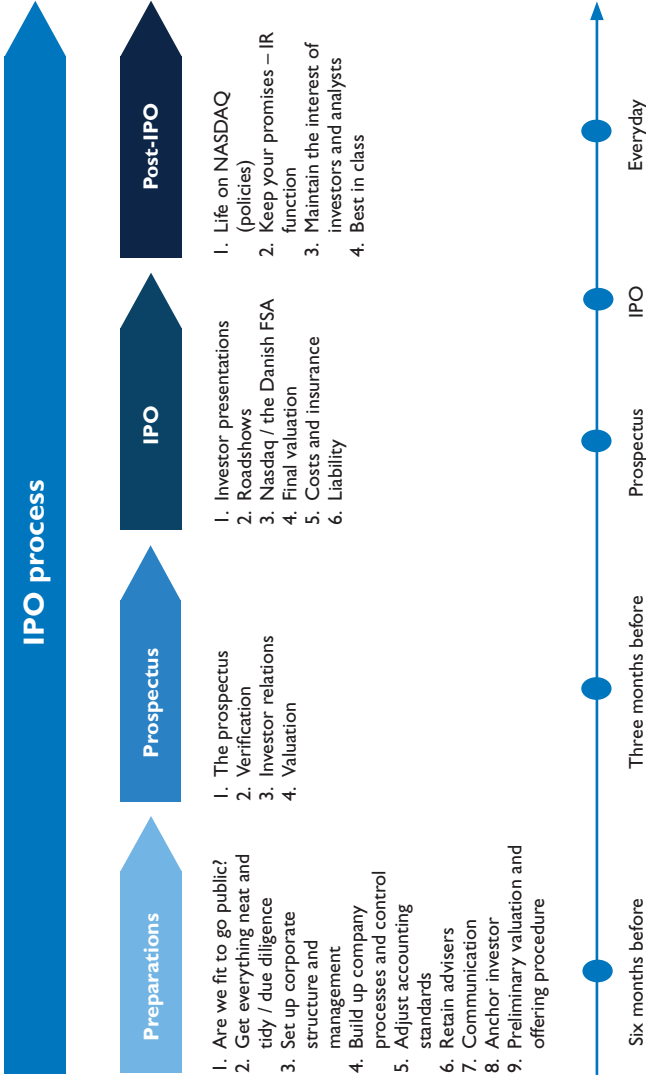 IPO process
Preparations
1. Are we fit to go public?
2. Get everything neat and
tidy / due diligence
3. Set up corporate
structure and
management
4. Build up company
processes and control
5. Adjust accounting
standards
6. Retain advisers
7. Communication
8. Anchor investor
9. Preliminary valuation and
offering procedure
Prospectus
1. The prospectus
2. Verification
3. Investor relations
4. Valuation
IPO
1. Investor presentations
2. Roadshows
3. Nasdaq / the Danish FSA
4. Final valuation
5. Costs and insurance
6. Liability
Post-IPO
1. Life on NASDAQ
(policies)
2. Keep your promises – IR
function
3. Maintain the interest of
investors and analysts
4. Best in class
Six months before
Three months before
Prospectus
IPO
Everyday